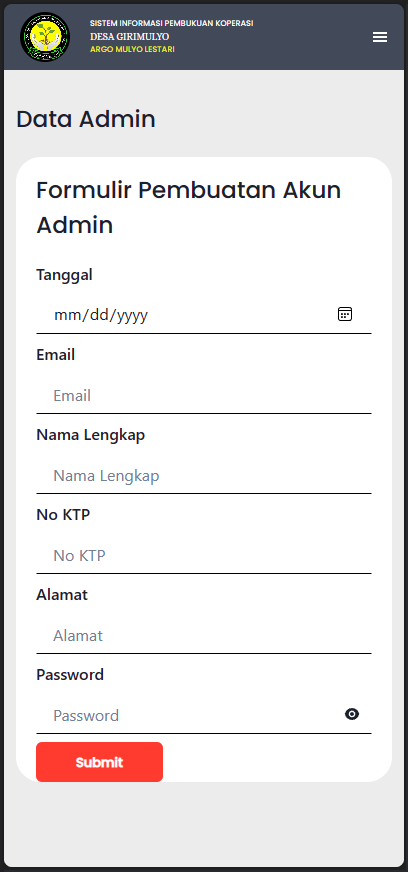 SISTEM INFORMASI PEMBUKUAN KOPERASI
DESA GIRIMULYO
ARGO MULYO LESTARI
Data Admin
Formulir Pembuatan Akun
Admin
Tanggal
mm/dd/yyyy
Email
Email
Nama Lengkap
Nama Lengkap
No KTP
No KTP
Alamat
Alamat
Password
Password
Submit